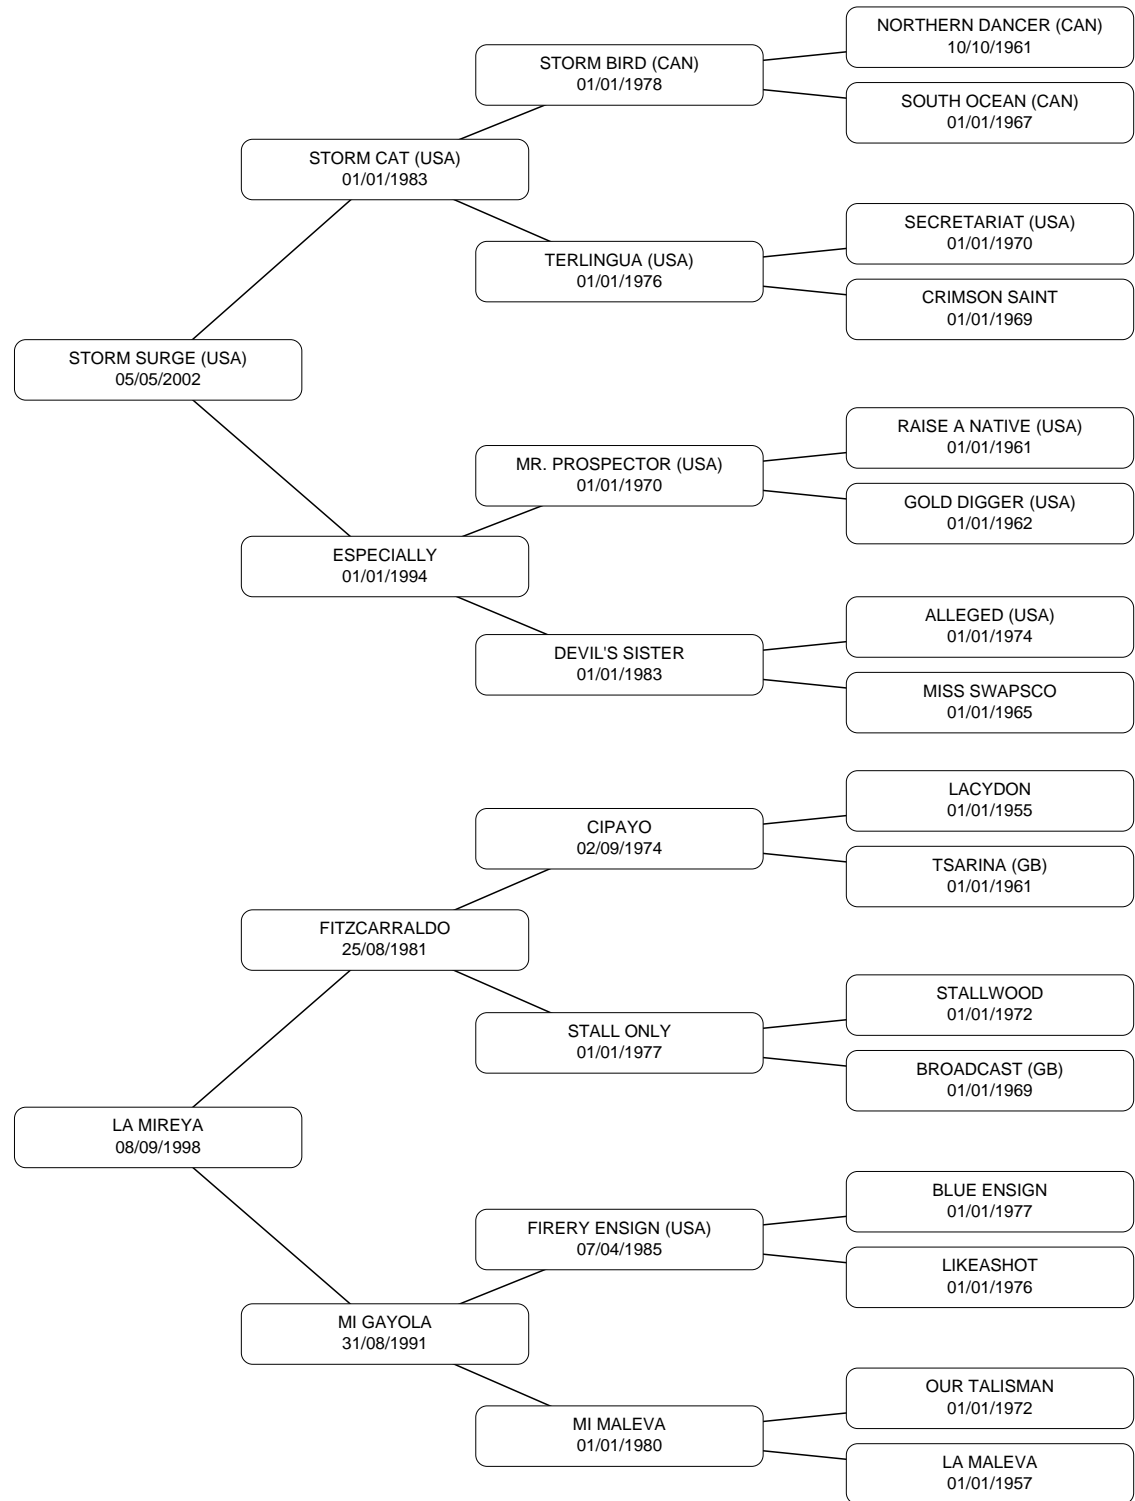 NORTHERN DANCER (CAN)
10/10/1961
STORM BIRD (CAN)
01/01/1978
SOUTH OCEAN (CAN)
01/01/1967
STORM CAT (USA)
01/01/1983
SECRETARIAT (USA)
01/01/1970
TERLINGUA (USA)
01/01/1976
CRIMSON SAINT
01/01/1969
STORM SURGE (USA)
05/05/2002
RAISE A NATIVE (USA)
01/01/1961
MR. PROSPECTOR (USA)
01/01/1970
GOLD DIGGER (USA)
01/01/1962
ESPECIALLY
01/01/1994
ALLEGED (USA)
01/01/1974
DEVIL'S SISTER
01/01/1983
MISS SWAPSCO
01/01/1965
LACYDON
01/01/1955
CIPAYO
02/09/1974
TSARINA (GB)
01/01/1961
FITZCARRALDO
25/08/1981
STALLWOOD
01/01/1972
STALL ONLY
01/01/1977
BROADCAST (GB)
01/01/1969
LA MIREYA
08/09/1998
BLUE ENSIGN
01/01/1977
FIRERY ENSIGN (USA)
07/04/1985
LIKEASHOT
01/01/1976
MI GAYOLA
31/08/1991
OUR TALISMAN
01/01/1972
MI MALEVA
01/01/1980
LA MALEVA
01/01/1957